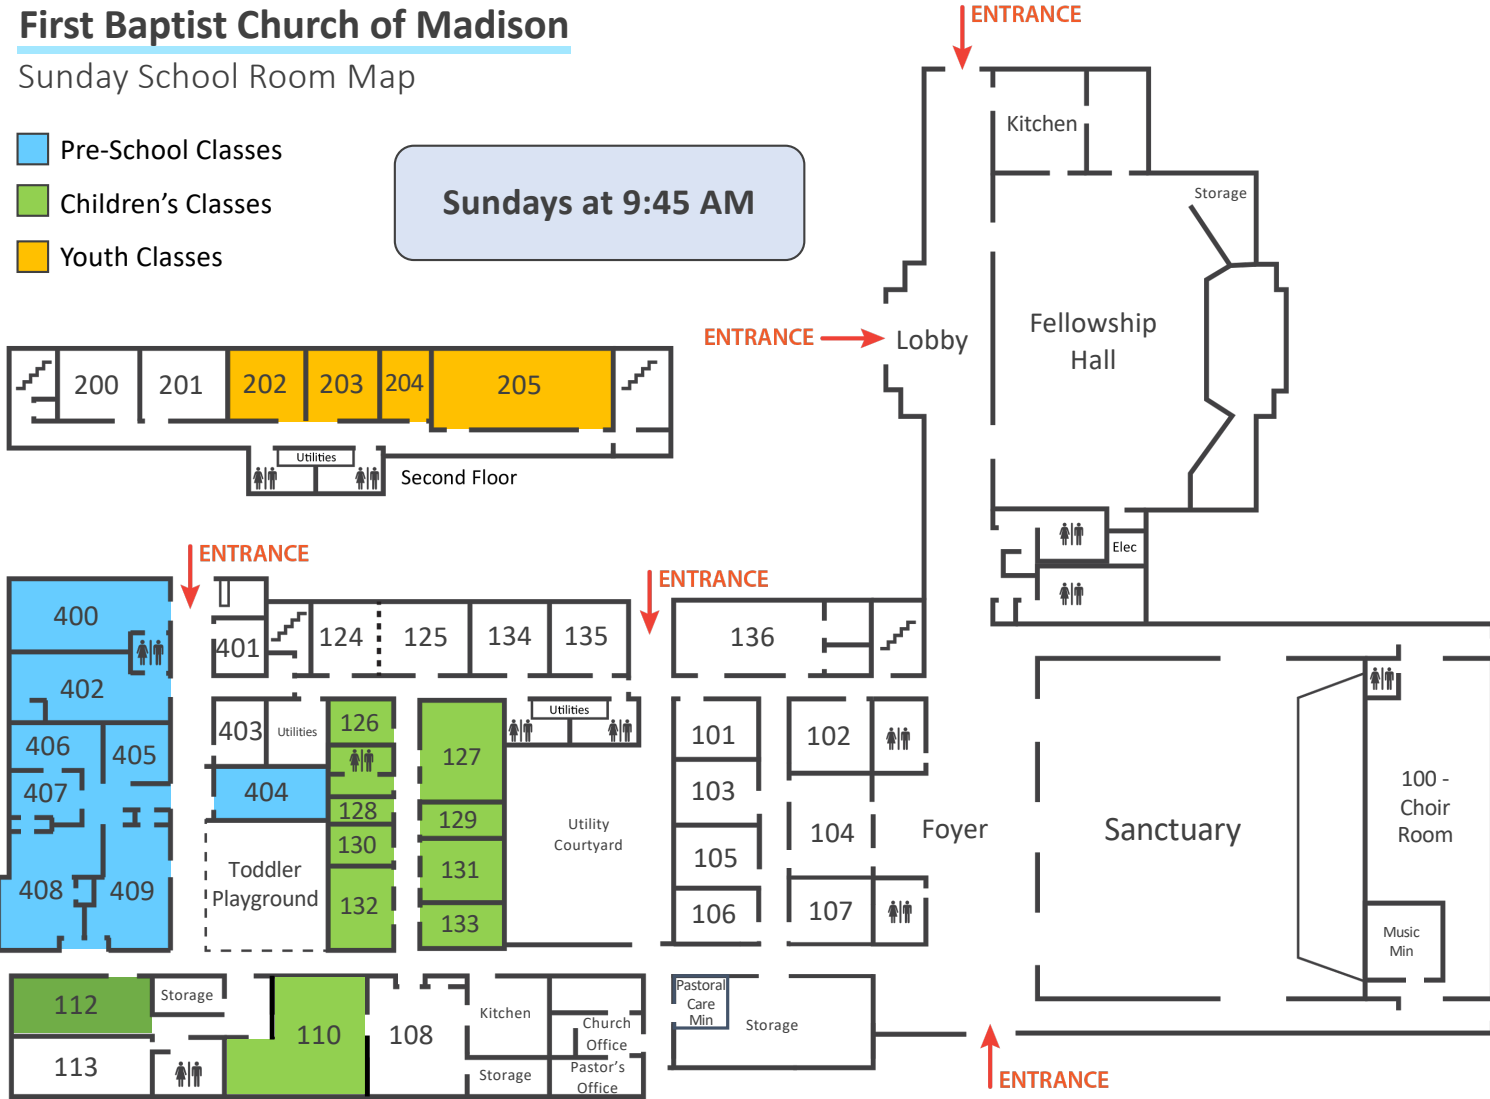 First Baptist Church of Madison
Sunday School Room Map
Pre-School Classes
Children's Classes
Youth Classes
Sundays at 9:45 AM
ENTRANCE
Kitchen
Storage
ENTRANCE
Lobby
Fellowship
Hall
200
201
202
203
204
205
Utilities
Second Floor
Elec
ENTRANCE
ENTRANCE
400
401
402
403
404
405
406
407
408
409
124
125
134
135
136
Utilities
126
128
130
132
127
129
131
133
Utilities
Utility
Courtyard
Toddler
Playground
101
102
103
104
105
106
107
Foyer
Sanctuary
100 -
Choir
Room
Music
Min
112
113
Storage
110
108
Kitchen
Storage
Church
Office
Pastor's
Office
Pastoral
Care
Min
Storage
ENTRANCE